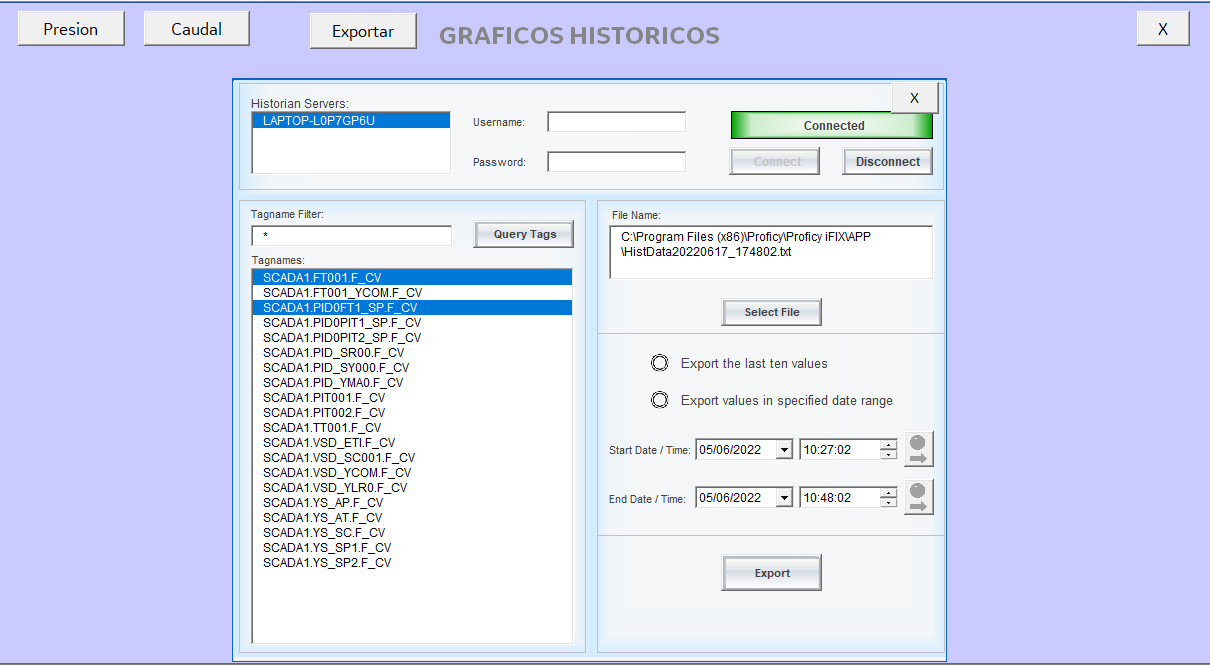 Presion
Caudal
Exportar
GRAFICOS HISTORICOS
X
X
Historian Servers:
LAPTOP-L0P7GP6U
Username:
Password:
Connected
Connect
Disconnect
Tagname Filter:
*
Query Tags
Tagnames:
SCADA1.FT001.F_CV
SCADA1.FT001_YCOM.F_CV
SCADA1.PID0FT1_SP.F_CV
SCADA1.PID0PIT1_SP.F_CV
SCADA1.PID0PIT2_SP.F_CV
SCADA1.PID_SR00.F_CV
SCADA1.PID_SY000.F_CV
SCADA1.PID_YMA0.F_CV
SCADA1.PIT001.F_CV
SCADA1.PIT002.F_CV
SCADA1.TT001.F_CV
SCADA1.VSD_ETI.F_CV
SCADA1.VSD_SC001.F_CV
SCADA1.VSD_YCOM.F_CV
SCADA1.VSD_YLR0.F_CV
SCADA1.YS_AP.F_CV
SCADA1.YS_AT.F_CV
SCADA1.YS_SC.F_CV
SCADA1.YS_SP1.F_CV
SCADA1.YS_SP2.F_CV
File Name:
C:\Program Files (x86)\Proficy\Proficy iFIX\APP
\HistData20220617_174802.txt
Select File
Export the last ten values
Export values in specified date range
Start Date / Time: 05/06/2022 10:27:02
End Date / Time: 05/06/2022 10:48:02
Export